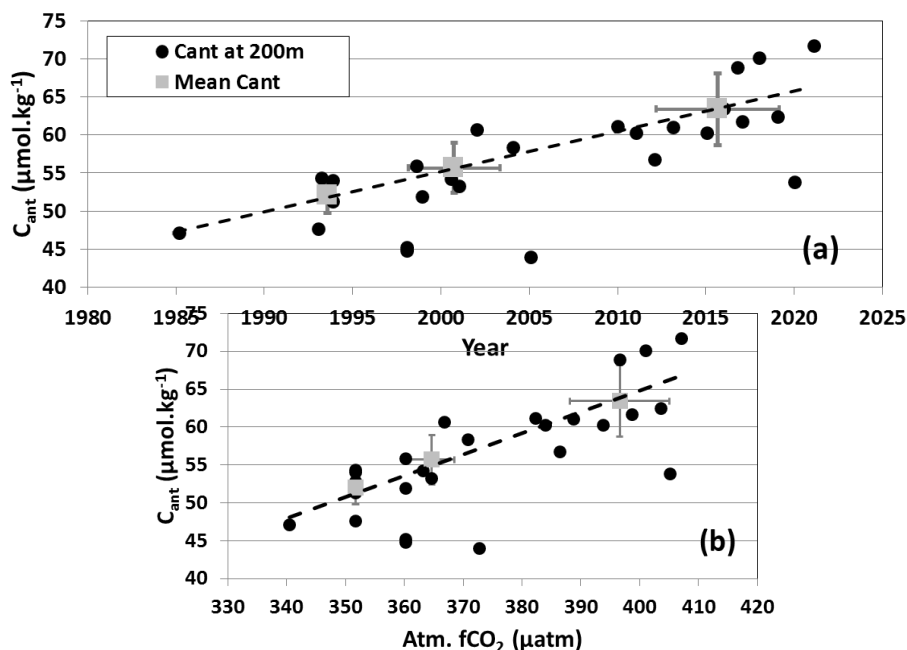 75
70
65
60
55
50
45
40
C_ant (µmol.kg⁻¹)
Cant at 200m
Mean Cant
(a)
1980 1985 1990 1995 2000 2005 2010 2015 2020 2025
Year
75
70
65
60
55
50
45
40
C_ant (µmol.kg⁻¹)
(b)
330 340 350 360 370 380 390 400 410 420
Atm. fCO₂ (µatm)